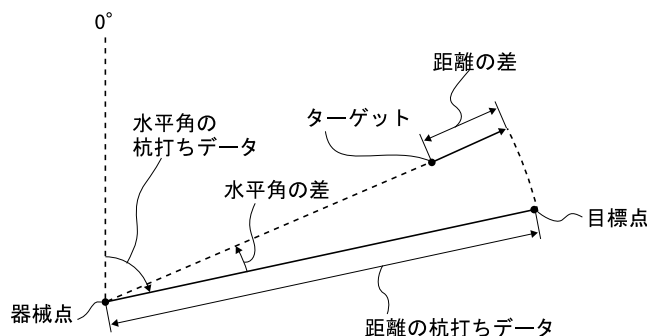 0°
距離の差
ターゲット
水平角の
杭打ちデータ
水平角の差
目標点
器械点
距離の杭打ちデータ